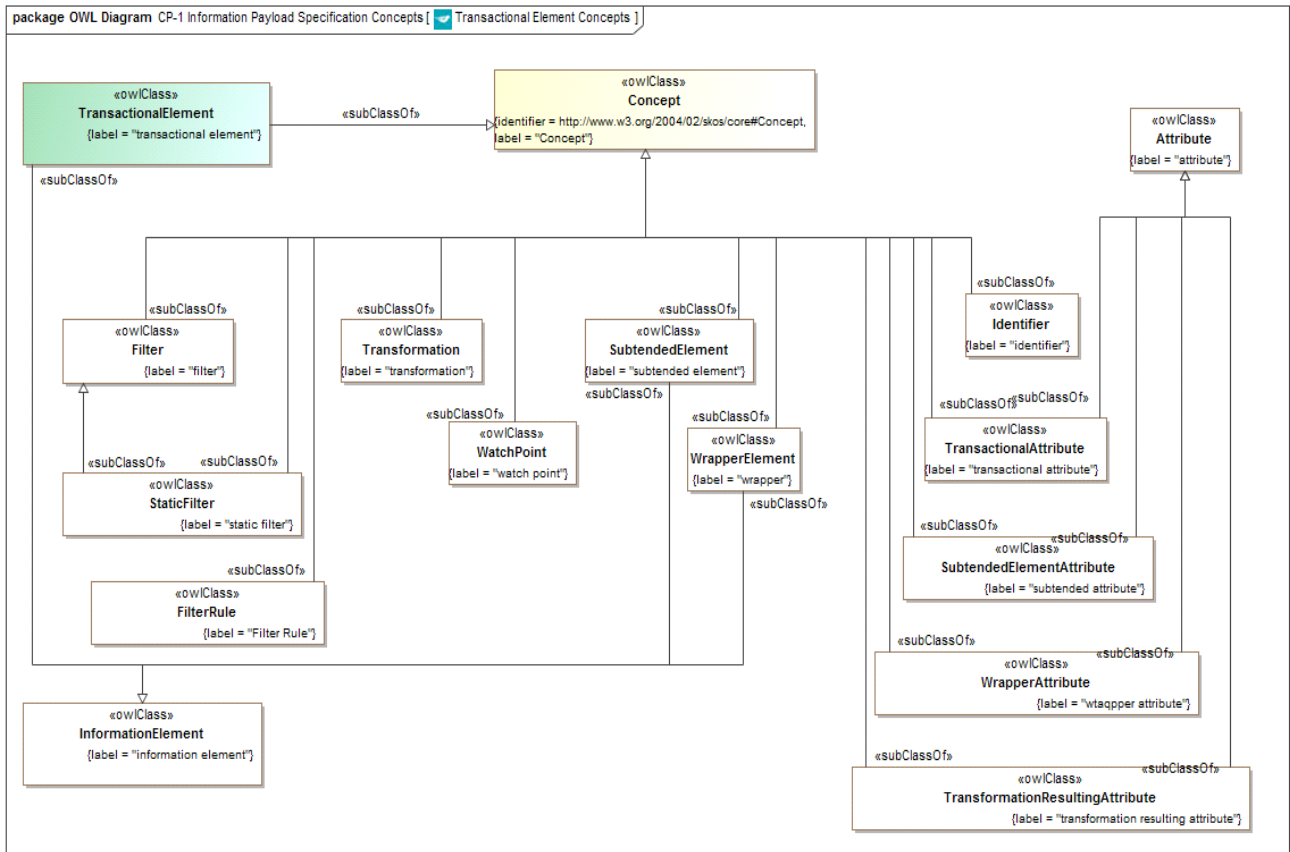 package OWL Diagram CP-1 Information Payload Specification Concepts [ Transactional Element Concepts ]
«owlClass»
TransactionalElement
{label = "transactional element"}
«subClassOf»
«owlClass»
Concept
{identifier = http://www.w3.org/2004/02/skos/core#Concept,
label = "Concept"}
«owlClass»
Attribute
{label = "attribute"}
«subClassOf»
«subClassOf»
«owlClass»
Filter
{label = "filter"}
«subClassOf»
«owlClass»
Transformation
{label = "transformation"}
«subClassOf»
«owlClass»
SubtendedElement
{label = "subtended element"}
«subClassOf»
«subClassOf»
«owlClass»
Identifier
{label = "identifier"}
«subClassOf»
«owlClass»
WatchPoint
{label = "watch point"}
«subClassOf»
«owlClass»
WrapperElement
{label = "wrapper"}
«subClassOf»
«subClassOf»
«subClassOf»
«owlClass»
TransactionalAttribute
{label = "transactional attribute"}
«subClassOf»
«subClassOf»
«owlClass»
StaticFilter
{label = "static filter"}
«subClassOf»
«owlClass»
SubtendedElementAttribute
{label = "subtended attribute"}
«subClassOf»
«owlClass»
FilterRule
{label = "Filter Rule"}
«subClassOf»
«subClassOf»
«owlClass»
WrapperAttribute
{label = "wtaqpper attribute"}
«owlClass»
InformationElement
{label = "information element"}
«subClassOf»
«subClassOf»
«owlClass»
TransformationResultingAttribute
{label = "transformation resulting attribute"}